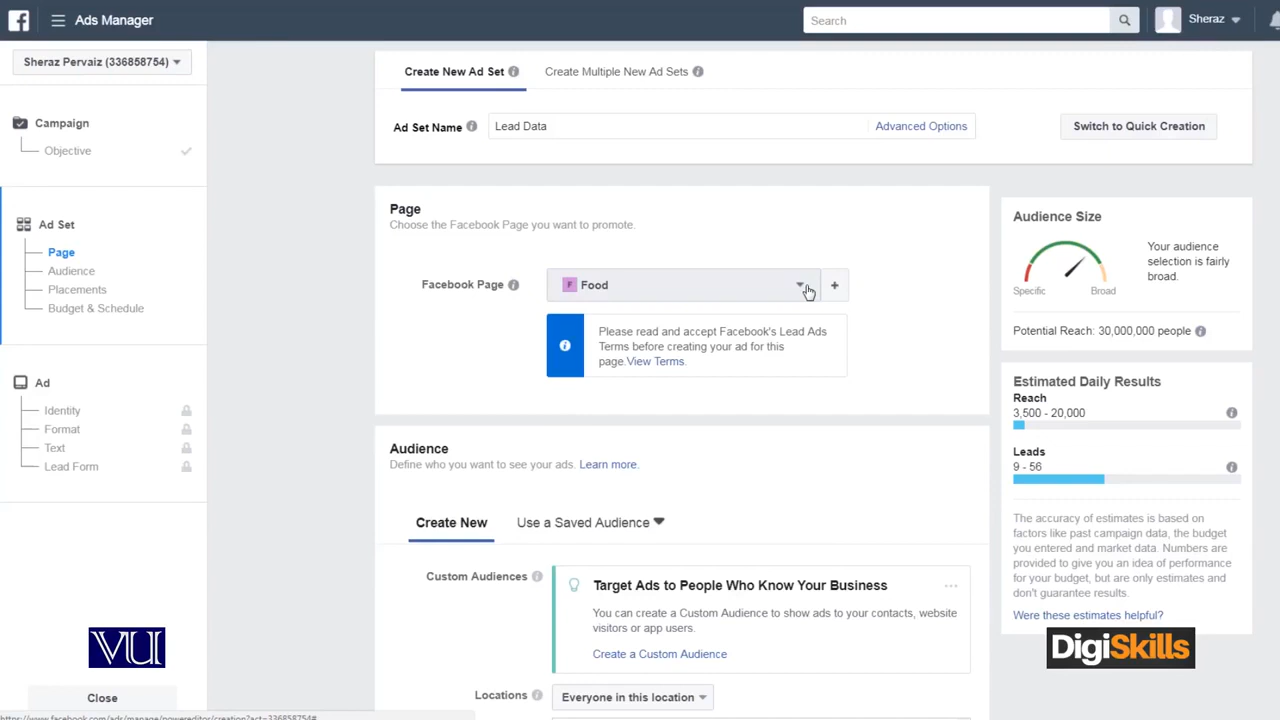 Ads Manager
Search
Sheraz
Sheraz Pervaiz (336858754)
Campaign
Objective
Ad Set
Page
Audience
Placements
Budget & Schedule
Ad
Identity
Format
Text
Lead Form
Close
https://www.facebook.com/ads/manage/powereditor/creation?act=336858754#
Create New Ad Set
Create Multiple New Ad Sets
Ad Set Name
Lead Data
Advanced Options
Switch to Quick Creation
Page
Choose the Facebook Page you want to promote.
Facebook Page
F Food
+
Please read and accept Facebook's Lead Ads
Terms before creating your ad for this
page.View Terms.
Audience
Define who you want to see your ads. Learn more.
Create New
Use a Saved Audience
Custom Audiences
Target Ads to People Who Know Your Business
You can create a Custom Audience to show ads to your contacts, website
visitors or app users.
Create a Custom Audience
Locations
Everyone in this location
Audience Size
Specific
Broad
Your audience
selection is fairly
broad.
Potential Reach: 30,000,000 people
Estimated Daily Results
Reach
3,500 - 20,000
Leads
9 - 56
The accuracy of estimates is based on
factors like past campaign data, the budget
you entered and market data. Numbers are
provided to give you an idea of performance
for your budget, but are only estimates and
don't guarantee results.
Were these estimates helpful?
VU
DigiSkills